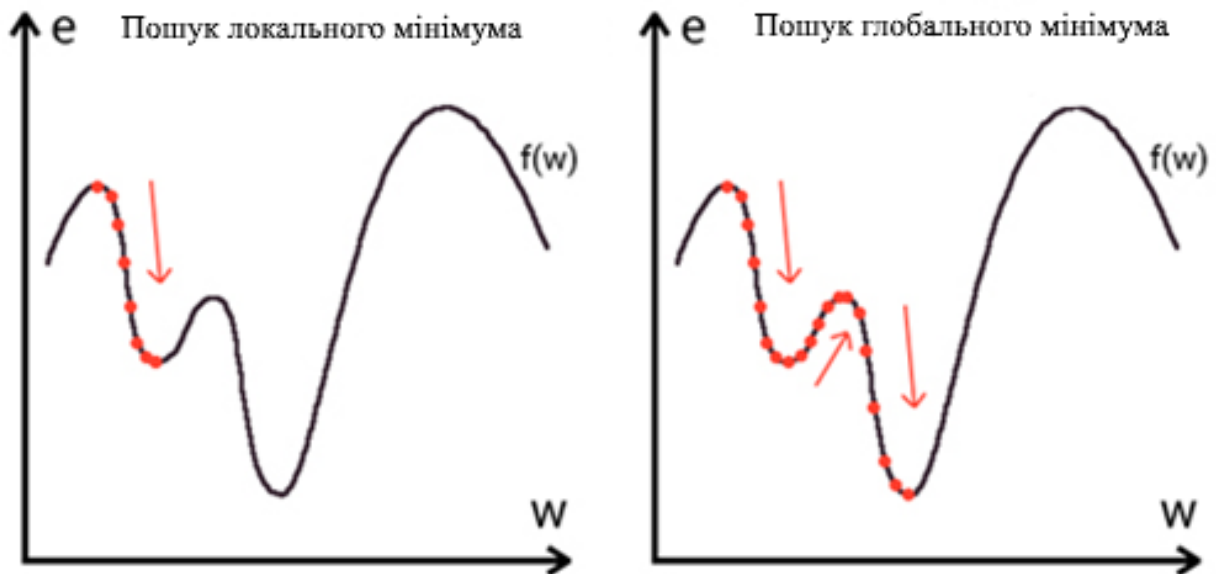 e
Пошук локального мінімума
f(w)
w
e
Пошук глобального мінімума
f(w)
w